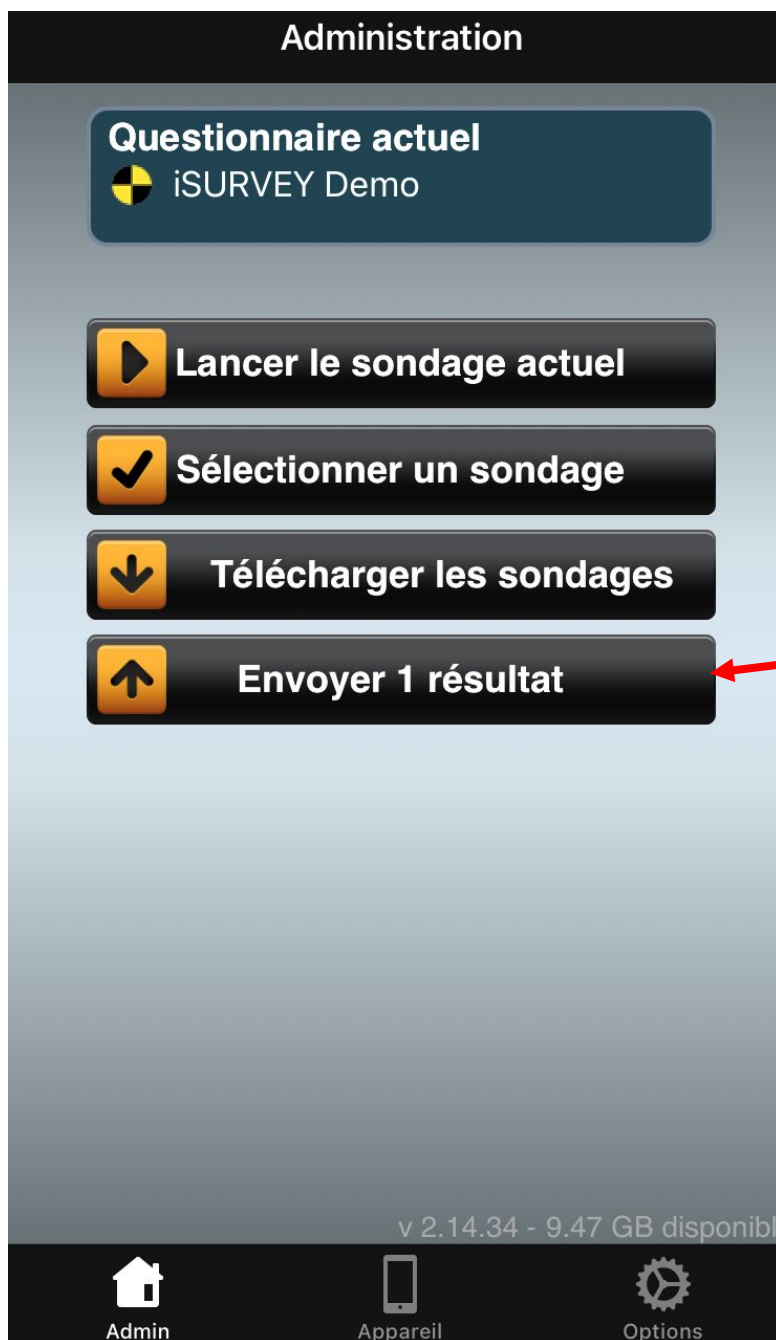 Administration
Questionnaire actuel
iSURVEY Demo
Lancer le sondage actuel
Sélectionner un sondage
Télécharger les sondages
Envoyer 1 résultat
v 2.14.34 - 9.47 GB disponibl
Admin
Appareil
Options